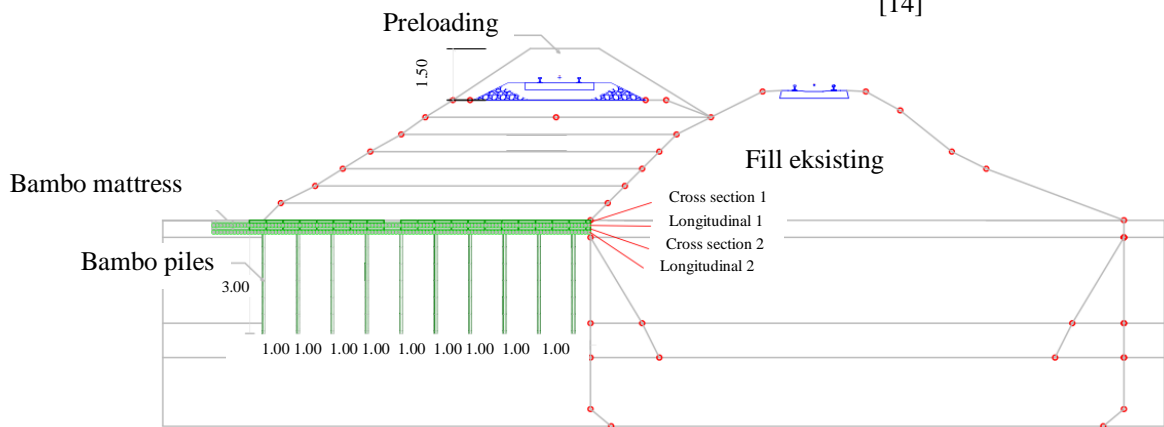 [14]
Preloading
1.50
Fill eksisting
Bambo mattress
Cross section 1
Longitudinal 1
Cross section 2
Longitudinal 2
Bambo piles
3.00
1.00 1.00 1.00 1.00 1.00 1.00 1.00 1.00 1.00